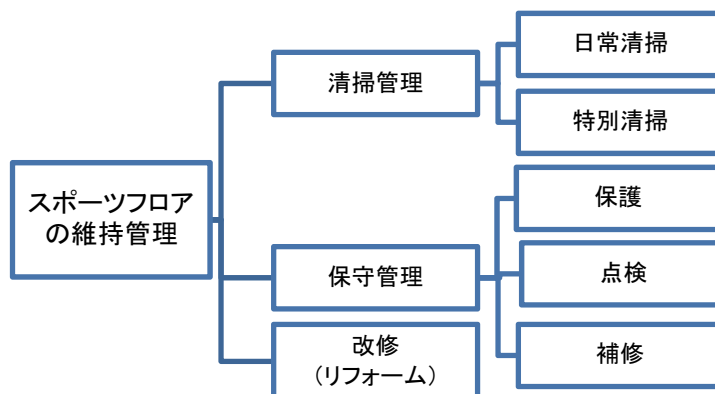 スポーツフロア
の維持管理
清掃管理
日常清掃
特別清掃
保守管理
保護
点検
補修
改修
（リフォーム）